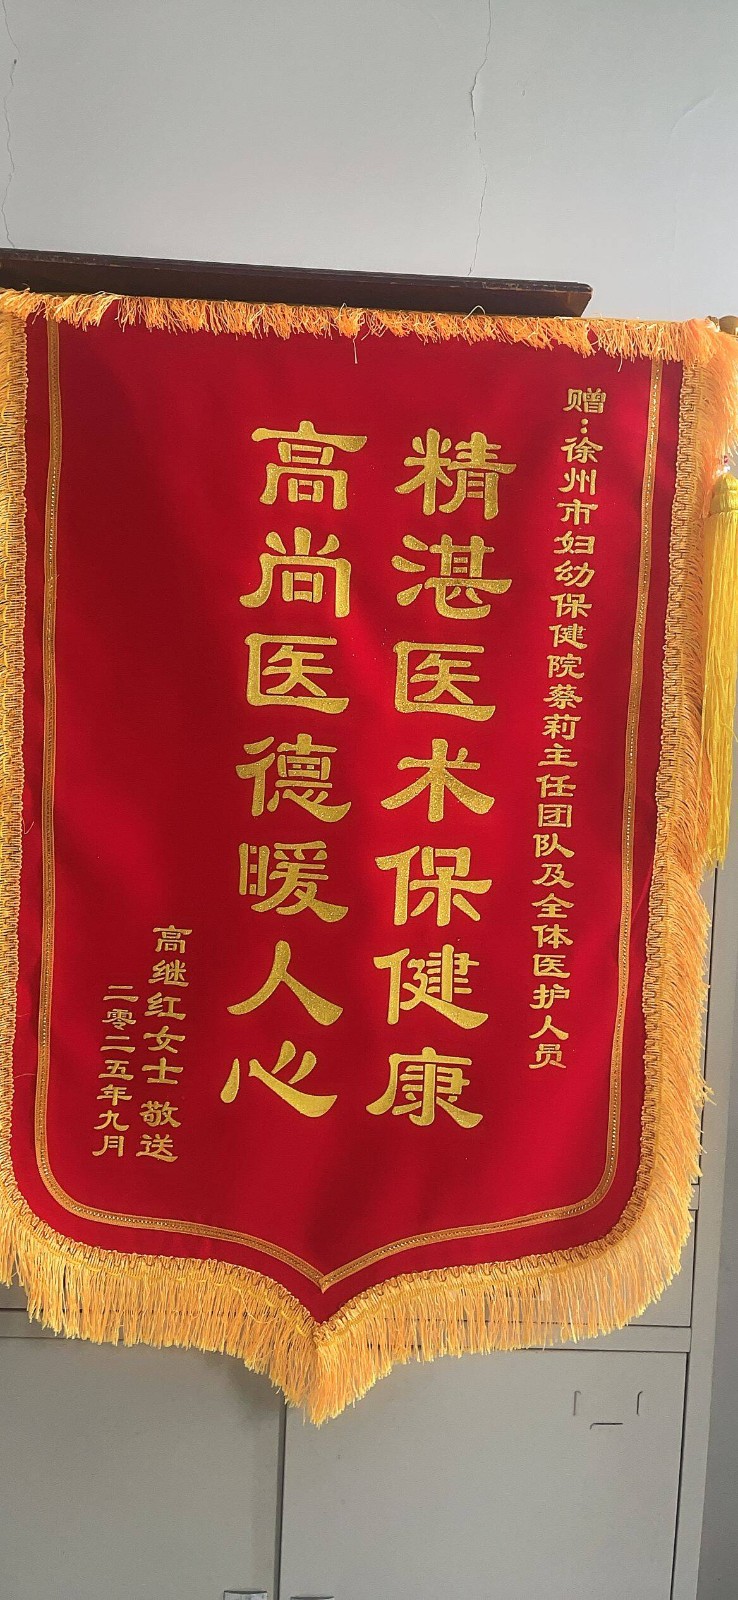 赠：徐州市妇幼保健院蔡莉主任团队及全体医护人员
精湛医术保健康
高尚医德暖人心
高继红女士 敬送
二零二五年九月